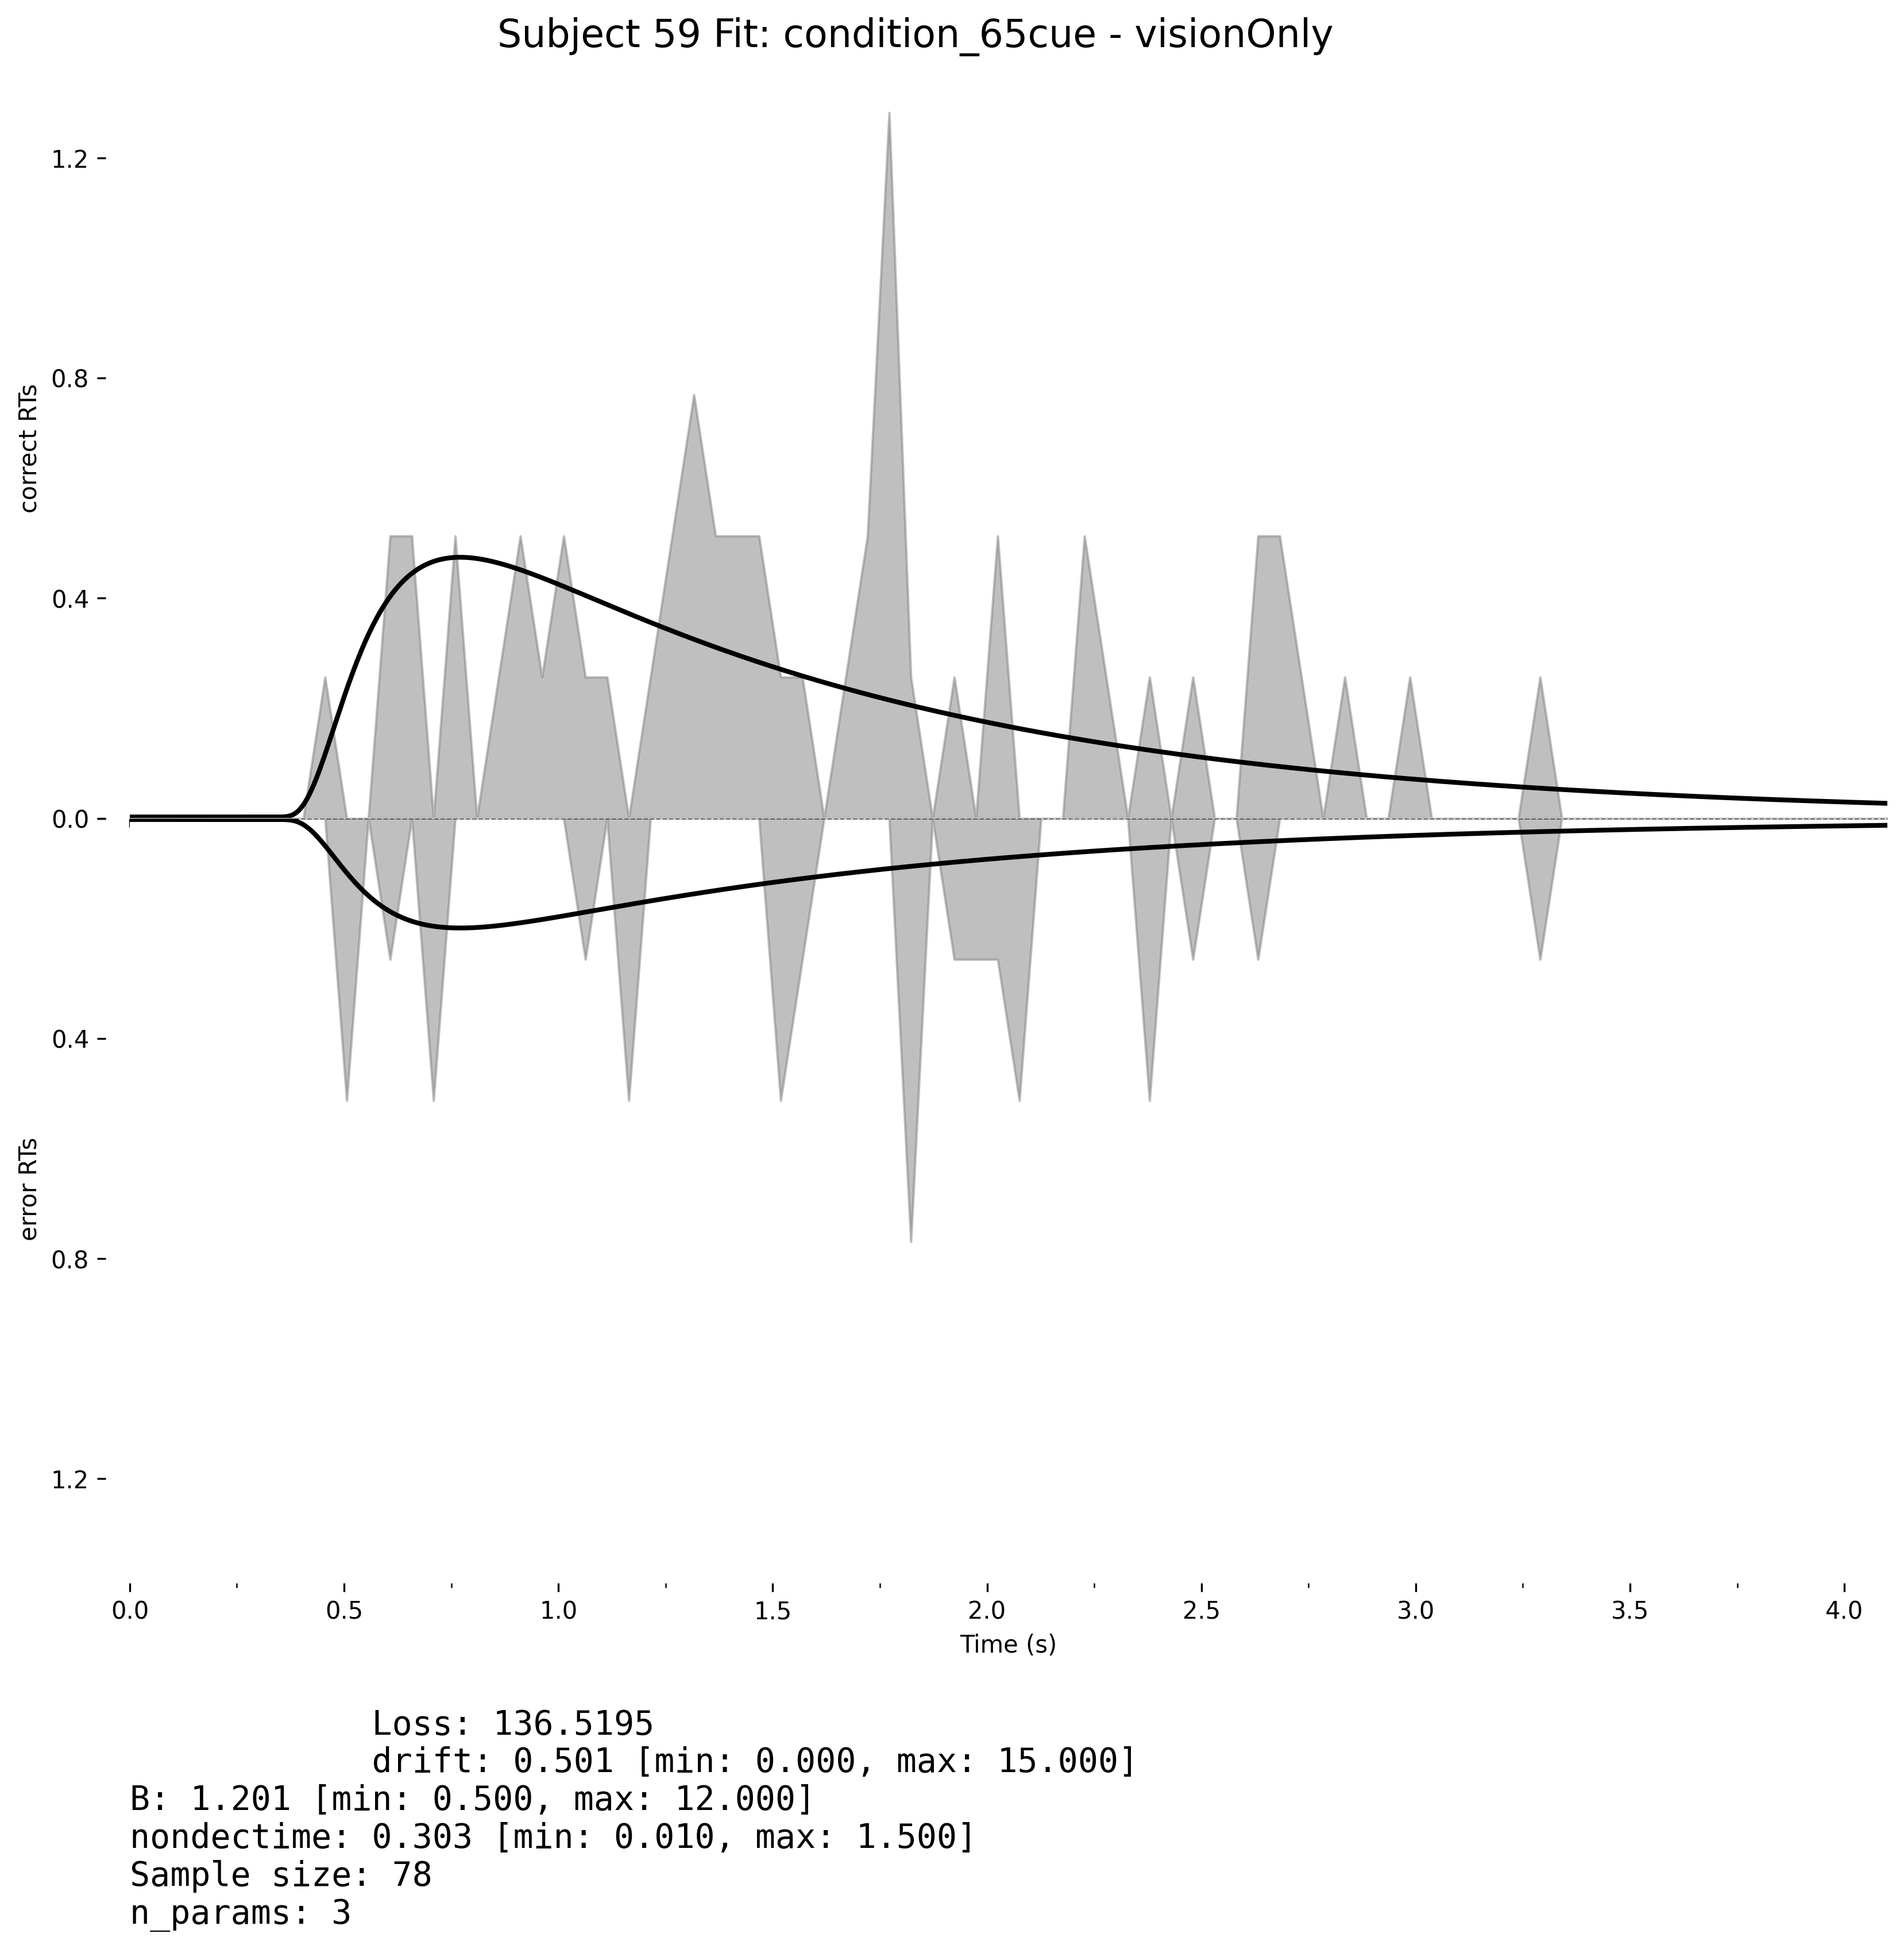 Subject 59 Fit: condition_65cue - visionOnly
1.2
0.8
0.4
0.0
0.4
0.8
1.2
correct RTs
error RTs
0.0 0.5 1.0 1.5 2.0 2.5 3.0 3.5 4.0
Time (s)
Loss: 136.5195
drift: 0.501 [min: 0.000, max: 15.000]
B: 1.201 [min: 0.500, max: 12.000]
nondectime: 0.303 [min: 0.010, max: 1.500]
Sample size: 78
n_params: 3